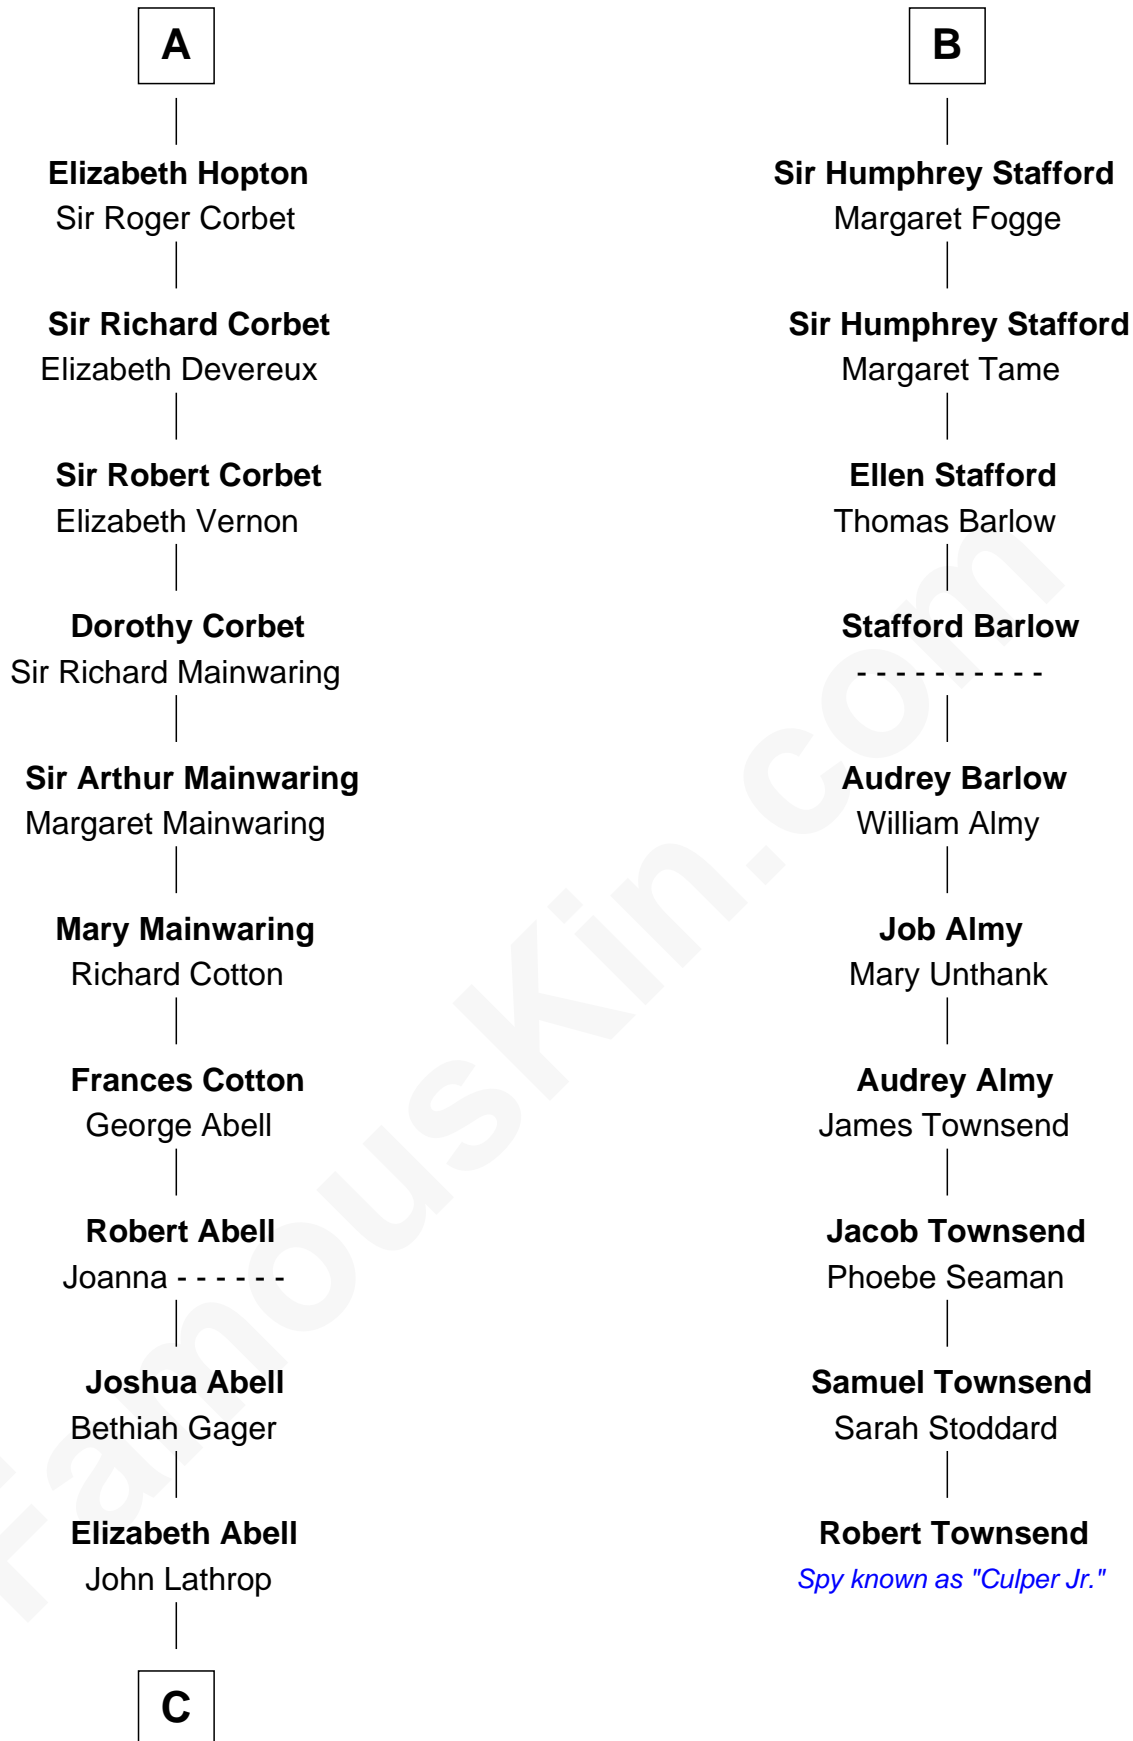 A
Elizabeth Hopton
Sir Roger Corbet
Sir Richard Corbet
Elizabeth Devereux
Sir Robert Corbet
Elizabeth Vernon
Dorothy Corbet
Sir Richard Mainwaring
Sir Arthur Mainwaring
Margaret Mainwaring
Mary Mainwaring
Richard Cotton
Frances Cotton
George Abell
Robert Abell
Joanna - - - - - -
Joshua Abell
Bethiah Gager
Elizabeth Abell
John Lathrop
C
B
Sir Humphrey Stafford
Margaret Fogge
Sir Humphrey Stafford
Margaret Tame
Ellen Stafford
Thomas Barlow
Stafford Barlow
- - - - - - - - - -
Audrey Barlow
William Almy
Job Almy
Mary Unthank
Audrey Almy
James Townsend
Jacob Townsend
Phoebe Seaman
Samuel Townsend
Sarah Stoddard
Robert Townsend
Spy known as "Culper Jr."
FamousKin.com